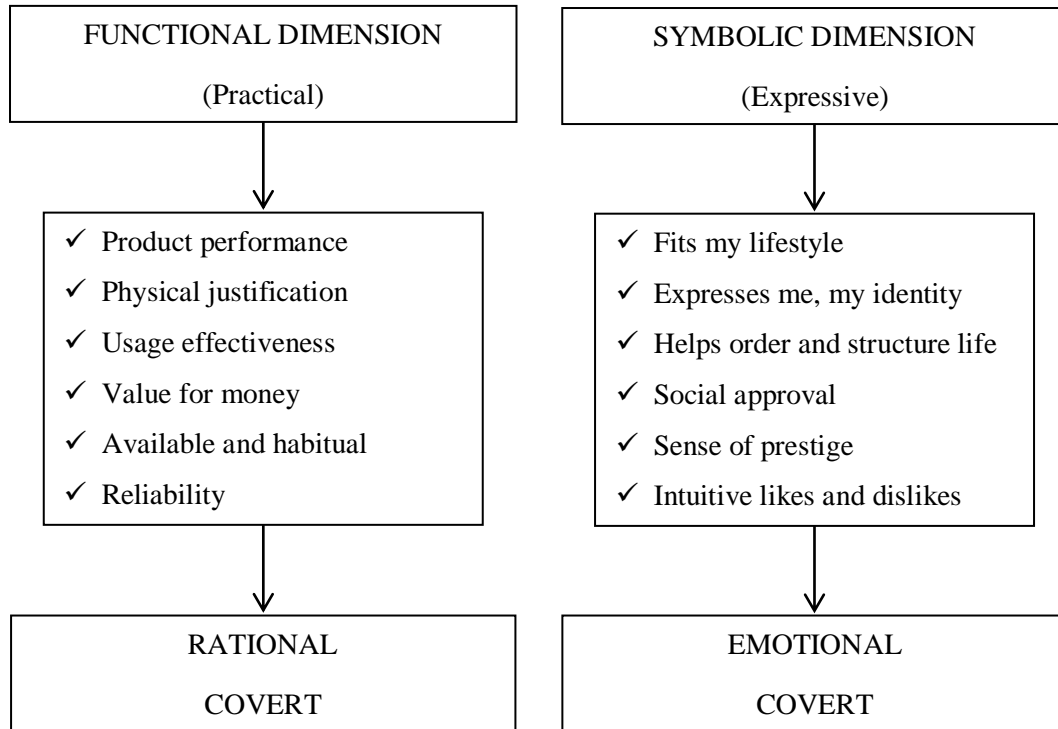 FUNCTIONAL DIMENSION
(Practical)
✓ Product performance
✓ Physical justification
✓ Usage effectiveness
✓ Value for money
✓ Available and habitual
✓ Reliability
RATIONAL
COVERT
SYMBOLIC DIMENSION
(Expressive)
✓ Fits my lifestyle
✓ Expresses me, my identity
✓ Helps order and structure life
✓ Social approval
✓ Sense of prestige
✓ Intuitive likes and dislikes
EMOTIONAL
COVERT